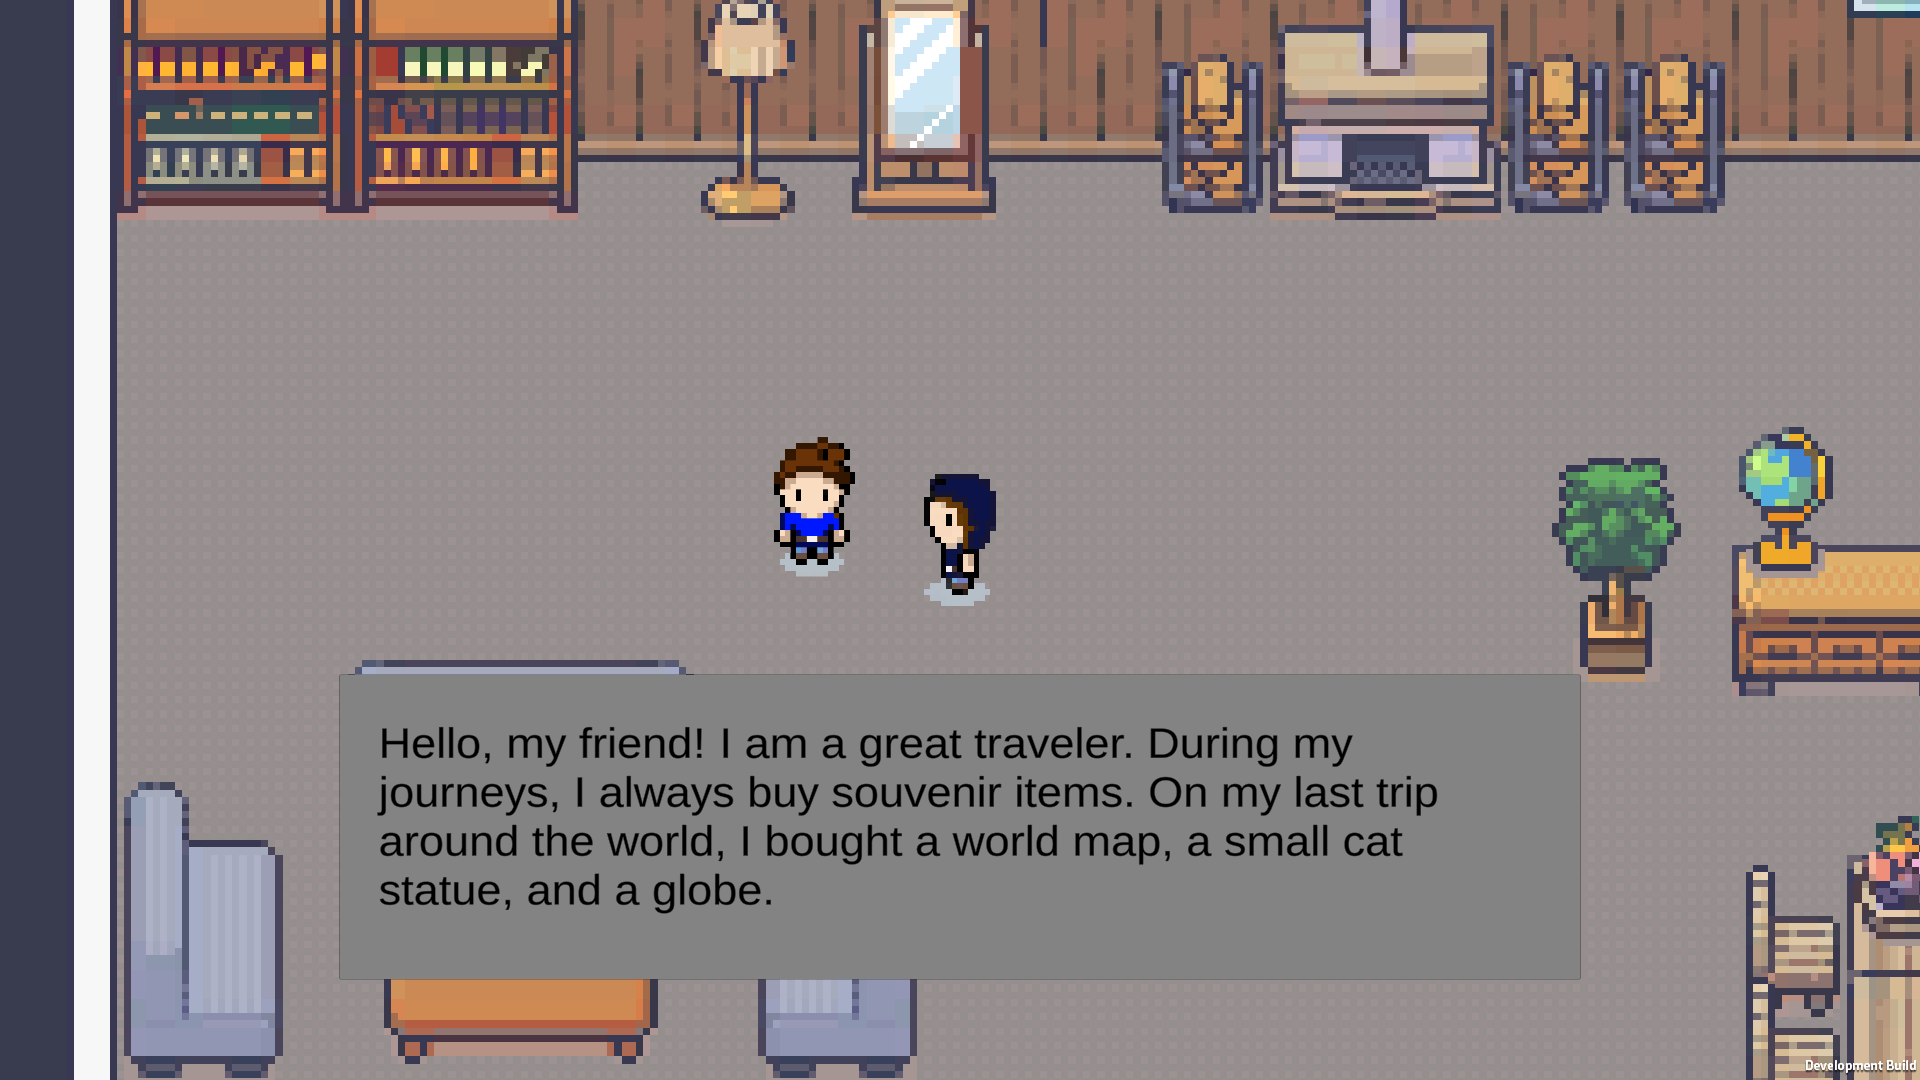 Hello, my friend! I am a great traveler. During my
journeys, I always buy souvenir items. On my last trip
around the world, I bought a world map, a small cat
statue, and a globe.
Development Build